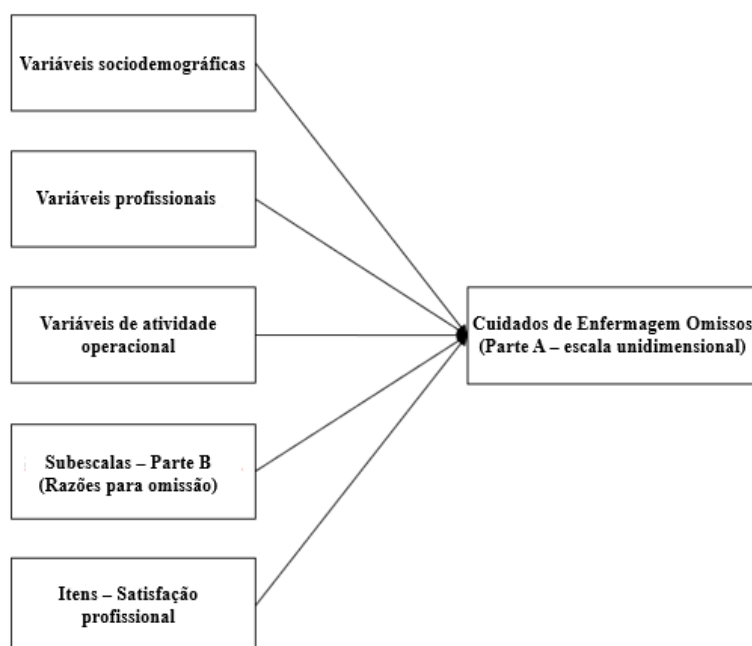 Variáveis sociodemográficas
Variáveis profissionais
Variáveis de atividade
operacional
Subescalas – Parte B
(Razões para omissão)
Itens – Satisfação
profissional
Cuidados de Enfermagem Omissos
(Parte A – escala unidimensional)